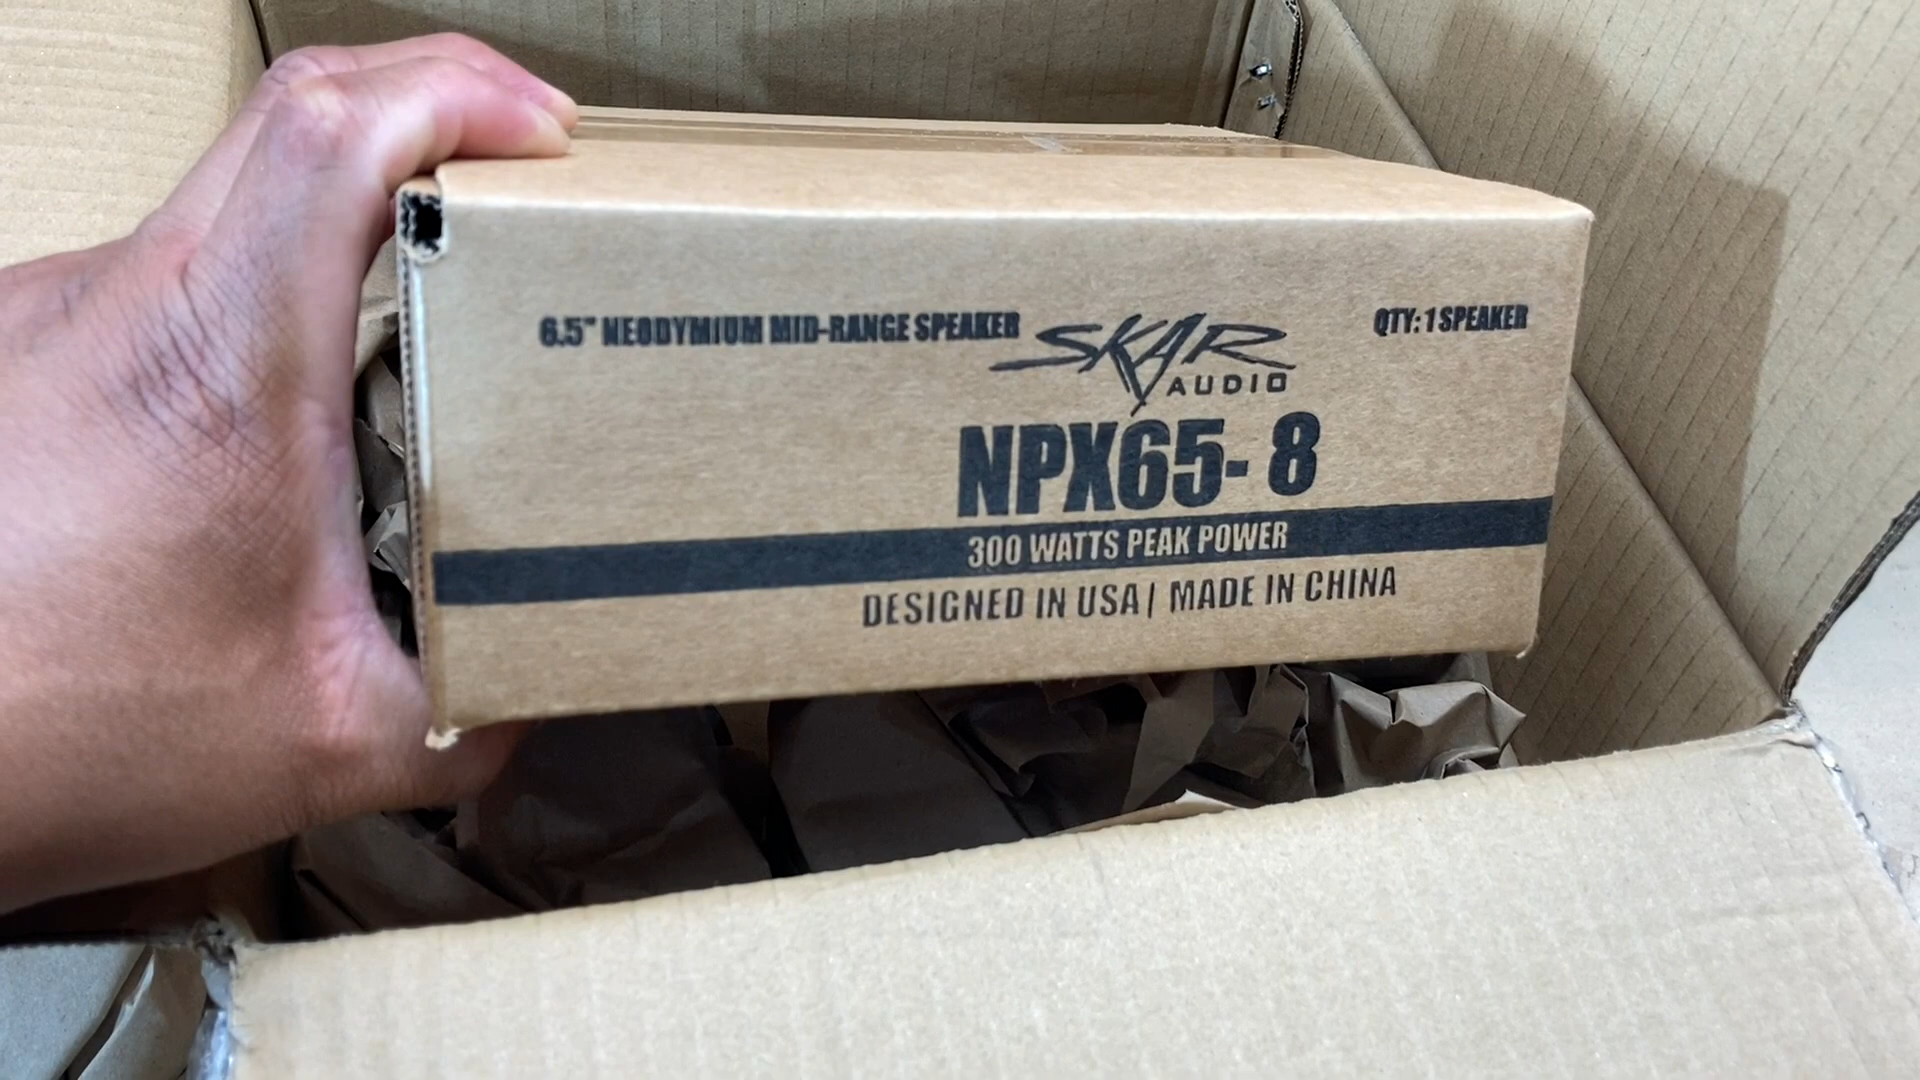 6.5" NEODYMIUM MID-RANGE SPEAKER
SKAR
AUDIO
QTY: 1 SPEAKER
NPX65- 8
300 WATTS PEAK POWER
DESIGNED IN USA | MADE IN CHINA